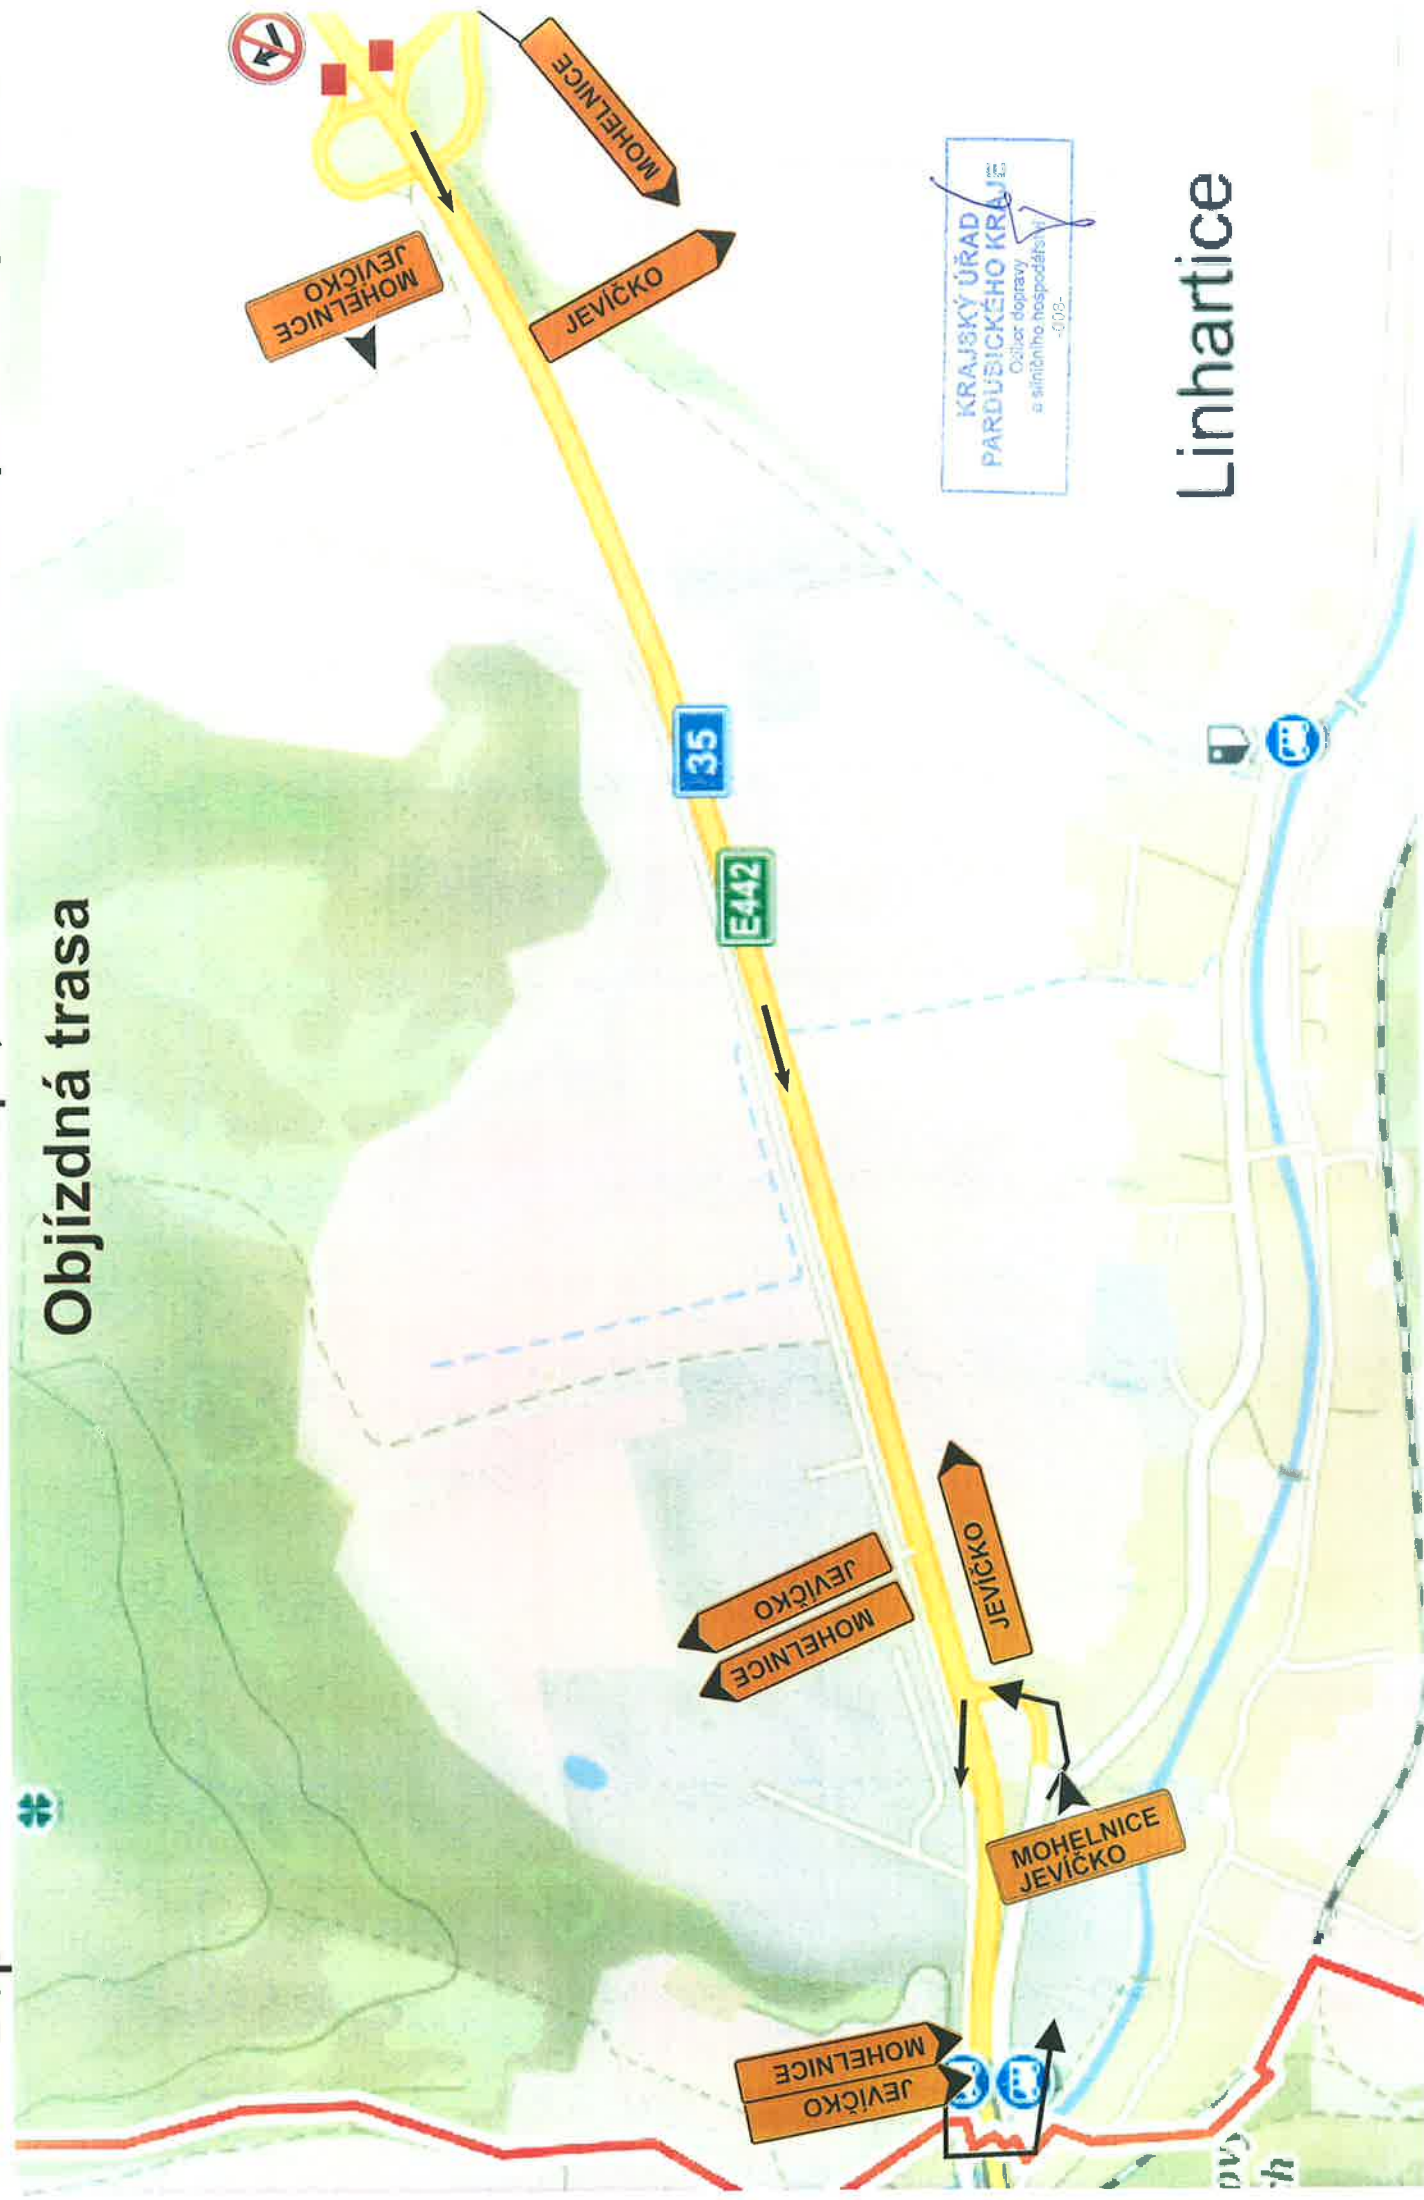 Objízdná trasa
MOHELNICE
MOHELNICE
JEVÍČKO
JEVÍČKO
KRAJSKÝ ÚŘAD
PARDUBICKÉHO KRAJE
Odbor dopravy
a silničního hospodářství
-008-
Linhartice
35
E442
JEVÍČKO
MOHELNICE
JEVÍČKO
MOHELNICE
JEVÍČKO
MOHELNICE
JEVÍČKO